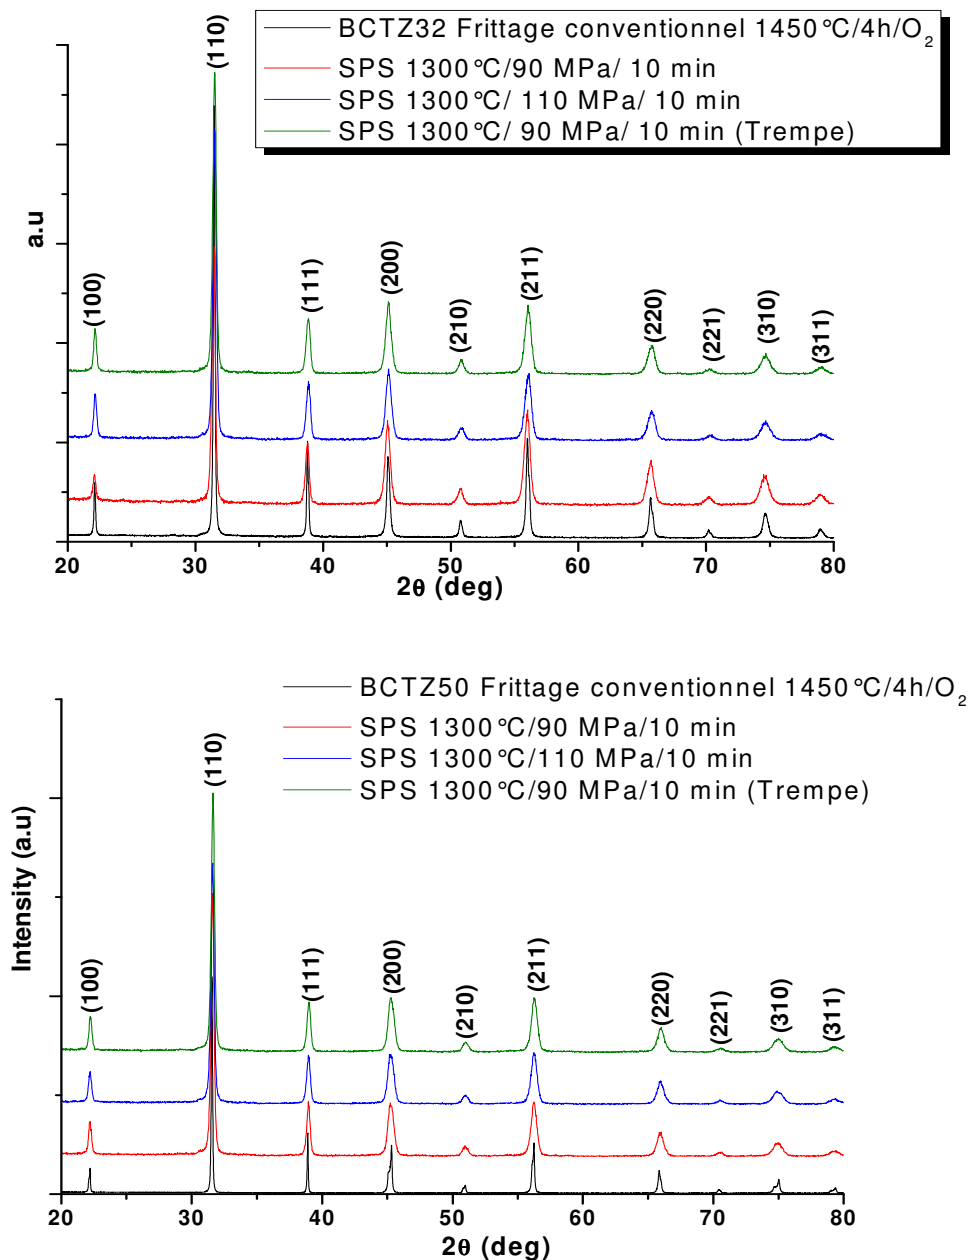 BCTZ32 Frittage conventionnel 1450°C/4h/O2
SPS 1300°C/90 MPa/ 10 min
SPS 1300°C/ 110 MPa/ 10 min
SPS 1300°C/ 90 MPa/ 10 min (Trempe)
a.u
(100)
(110)
(111)
(200)
(210)
(211)
(220)
(221)
(310)
(311)
20 30 40 50 60 70 80
2θ (deg)
BCTZ50 Frittage conventionnel 1450°C/4h/O2
SPS 1300°C/90 MPa/10 min
SPS 1300°C/110 MPa/10 min
SPS 1300°C/90 MPa/10 min (Trempe)
Intensity (a.u)
(100)
(110)
(111)
(200)
(210)
(211)
(220)
(221)
(310)
(311)
20 30 40 50 60 70 80
2θ (deg)